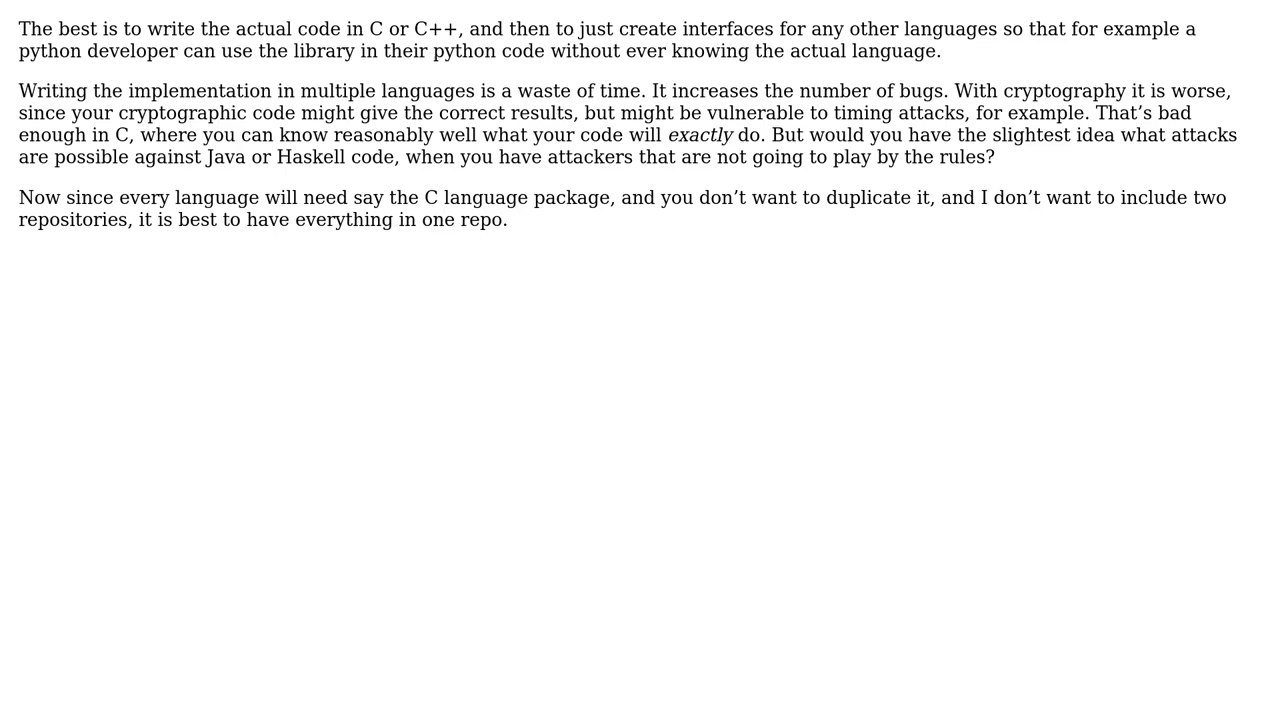 The best is to write the actual code in C or C++, and then to just create interfaces for any other languages so that for example a
python developer can use the library in their python code without ever knowing the actual language.
Writing the implementation in multiple languages is a waste of time. It increases the number of bugs. With cryptography it is worse,
since your cryptographic code might give the correct results, but might be vulnerable to timing attacks, for example. That’s bad
enough in C, where you can know reasonably well what your code will exactly do. But would you have the slightest idea what attacks
are possible against Java or Haskell code, when you have attackers that are not going to play by the rules?
Now since every language will need say the C language package, and you don’t want to duplicate it, and I don’t want to include two
repositories, it is best to have everything in one repo.